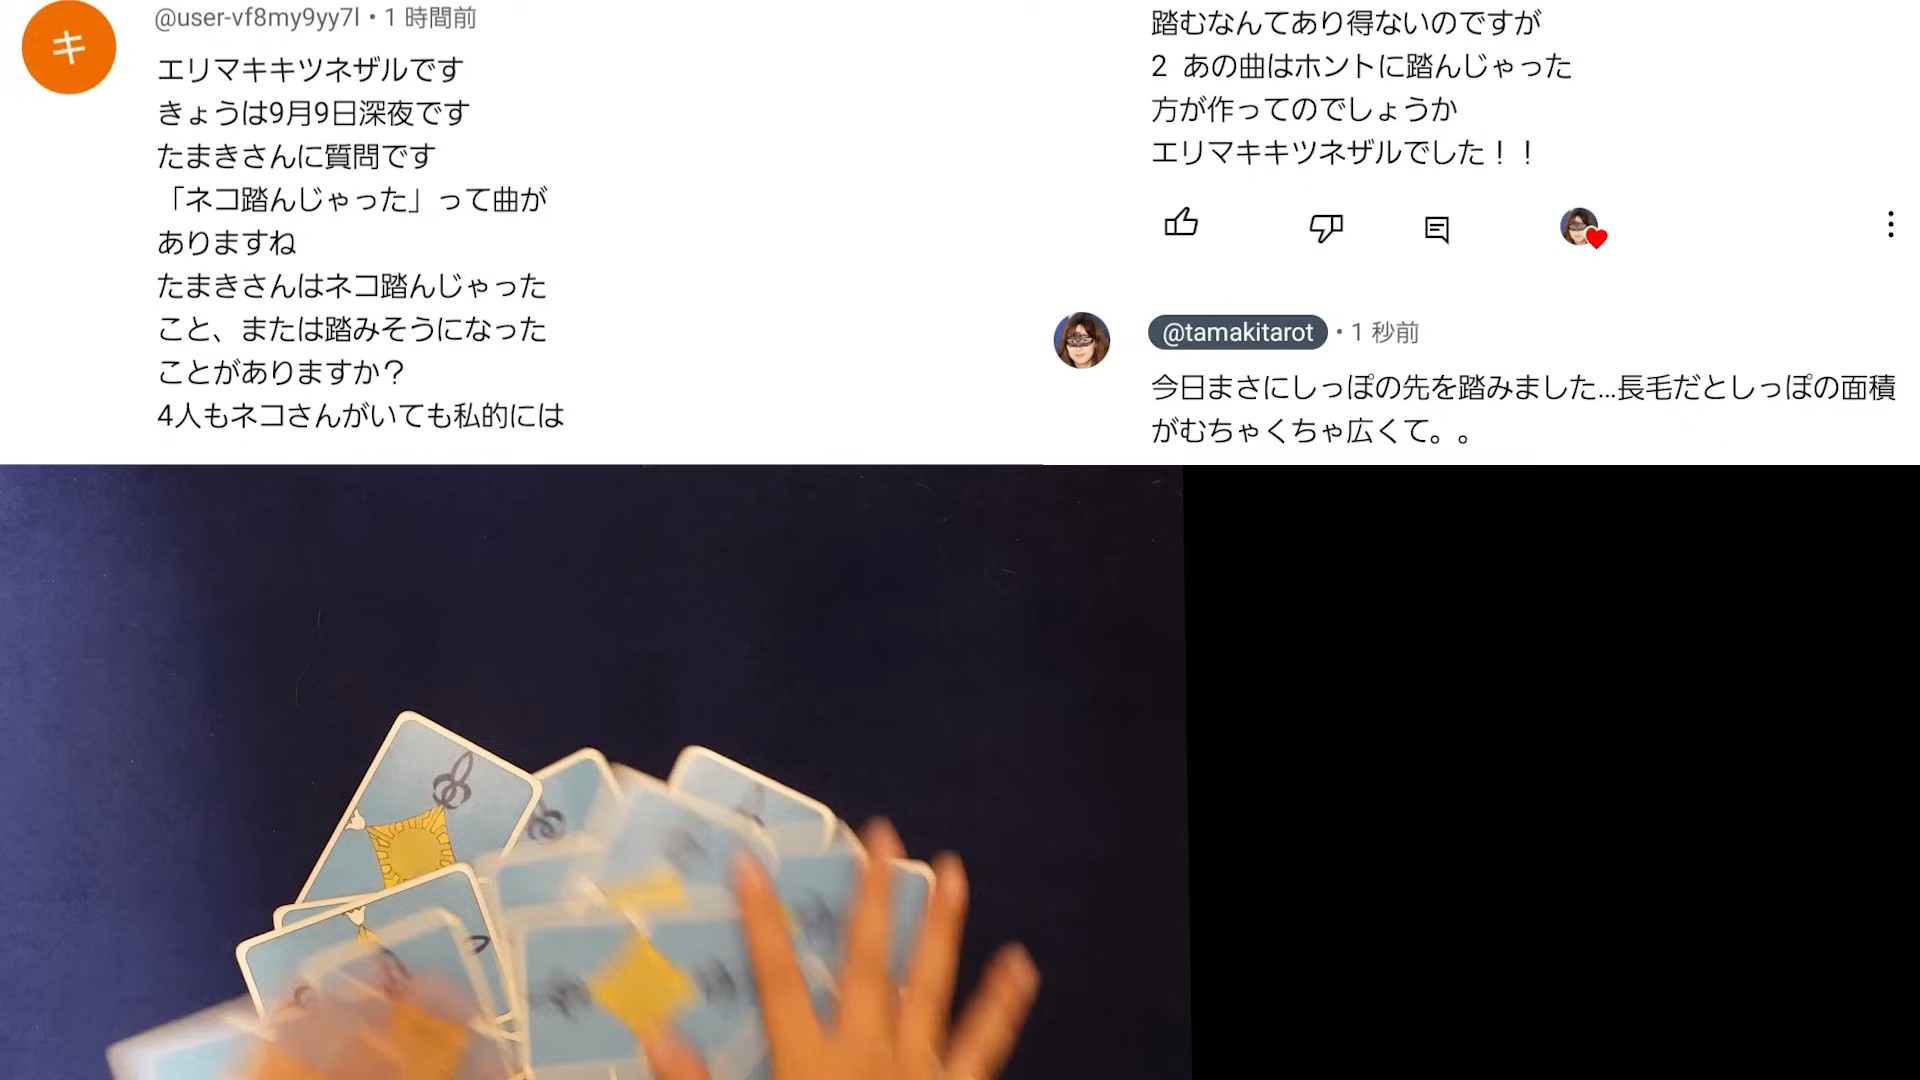 キ
@user-vf8my9yy7l • 1 時間前
エリマキキツネザルです
きょうは9月9日深夜です
たまきさんに質問です
「ネコ踏んじゃった」って曲が
ありますね
たまきさんはネコ踏んじゃった
こと、または踏みそうになった
ことがありますか？
4人もネコさんがいても私的には
踏むなんてあり得ないのですが
2 あの曲はホントに踏んじゃった
方が作ってのでしょうか
エリマキキツネザルでした！！
@tamakitarot • 1 秒前
今日まさにしっぽの先を踏みました...長毛だとしっぽの面積
がむちゃくちゃ広くて。。